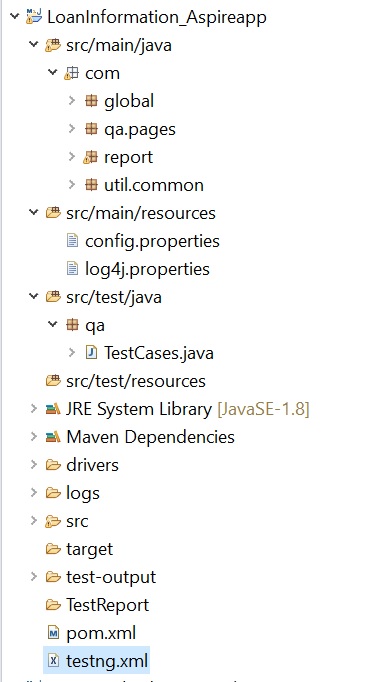 LoanInformation_Aspireapp
src/main/java
com
global
qa.pages
report
util.common
src/main/resources
config.properties
log4j.properties
src/test/java
qa
TestCases.java
src/test/resources
JRE System Library [JavaSE-1.8]
Maven Dependencies
drivers
logs
src
target
test-output
TestReport
pom.xml
testng.xml